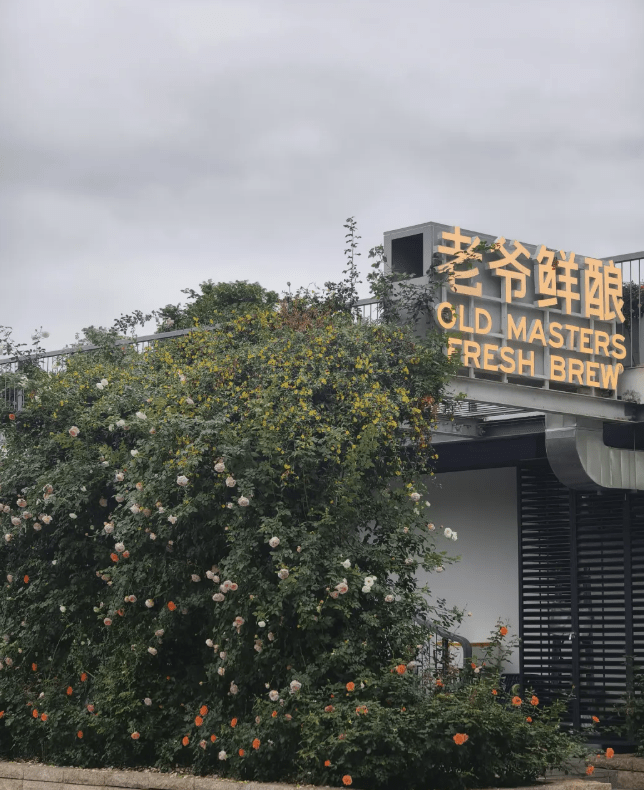 老爷鲜酿
OLD MASTERS
FRESH BREW